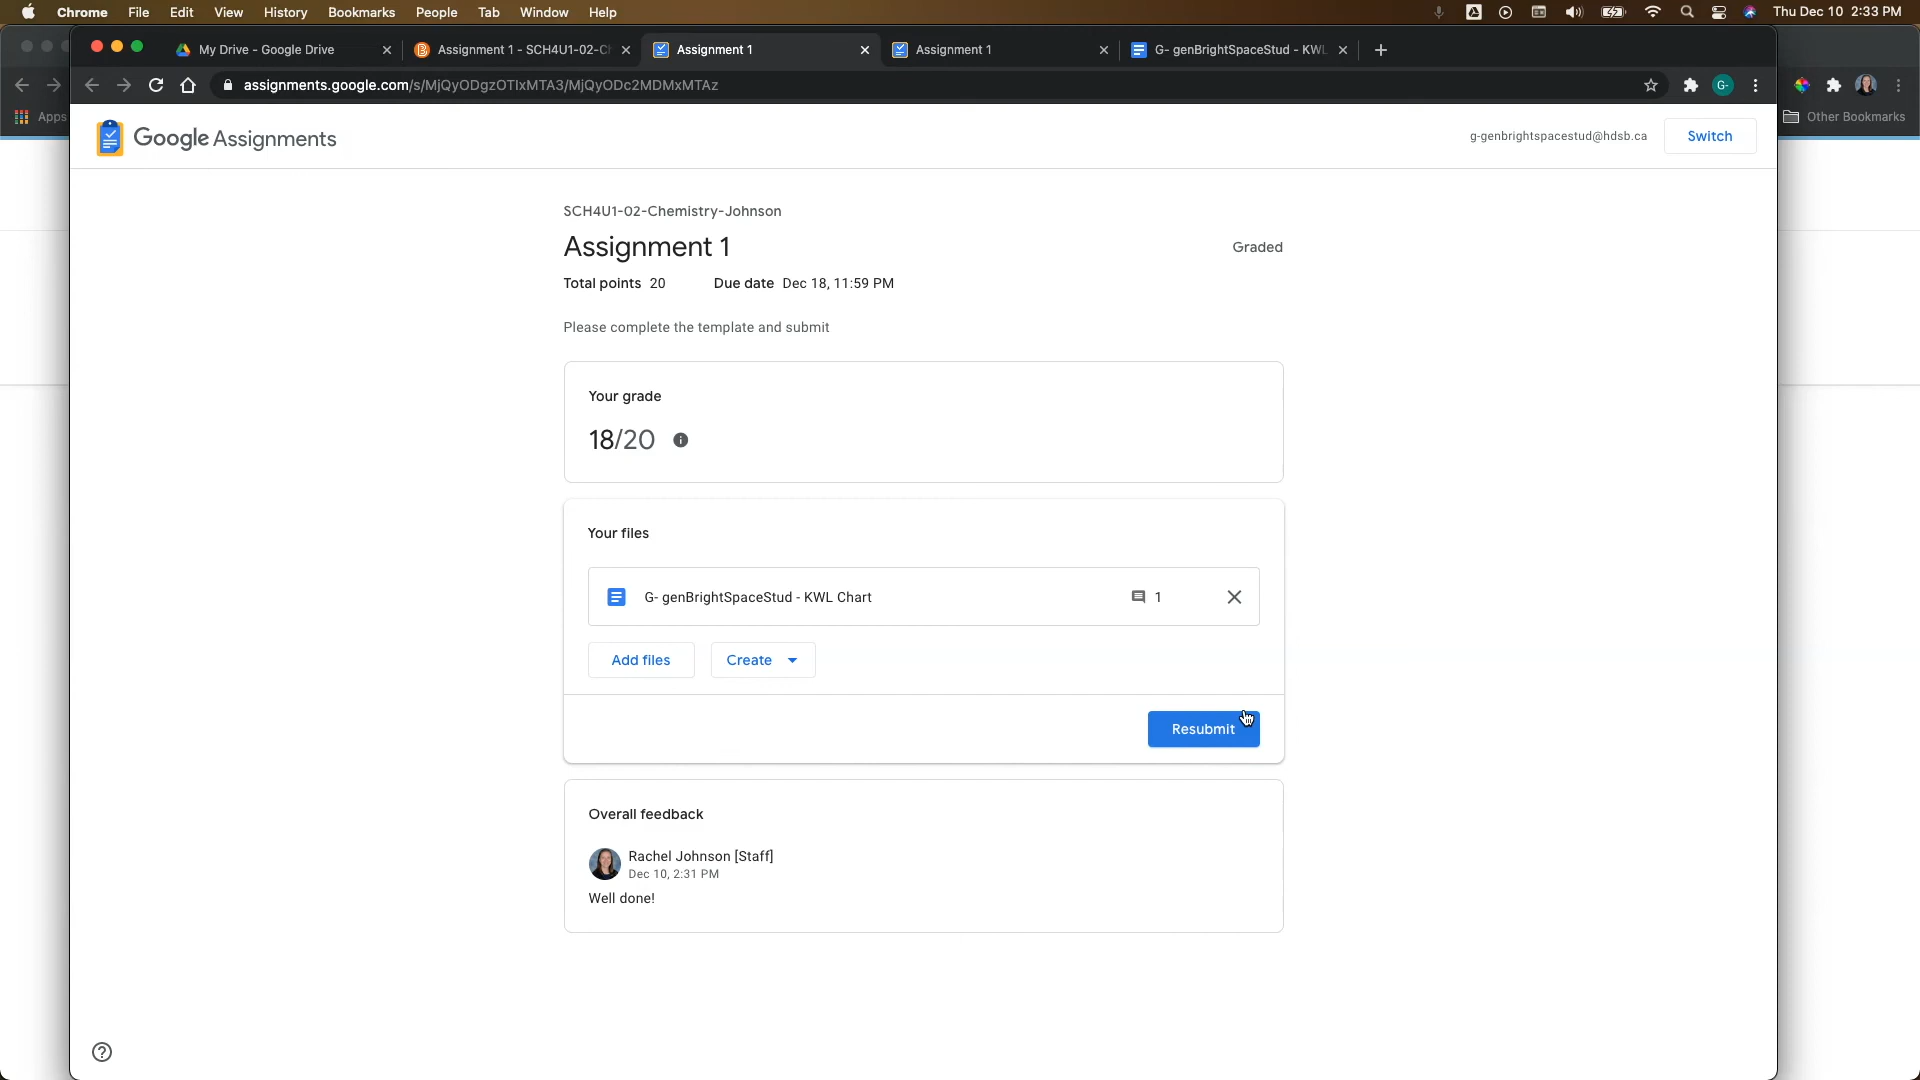 Chrome File Edit View History Bookmarks People Tab Window Help Thu Dec 10 2:33 PM
My Drive - Google Drive Assignment 1 - SCH4U1-02-Ch Assignment 1 Assignment 1 G- genBrightSpaceStud - KWL
assignments.google.com/s/MjQyODgzOTIxMTA3/MjQyODc2MDMxMTAz G-
Apps Other Bookmarks
Google Assignments g-genbrightspacestud@hdsb.ca Switch
SCH4U1-02-Chemistry-Johnson
Assignment 1 Graded
Total points 20 Due date Dec 18, 11:59 PM
Please complete the template and submit
Your grade
18/20
Your files
G- genBrightSpaceStud - KWL Chart 1
Add files Create
Resubmit
Overall feedback
Rachel Johnson [Staff]
Dec 10, 2:31 PM
Well done!